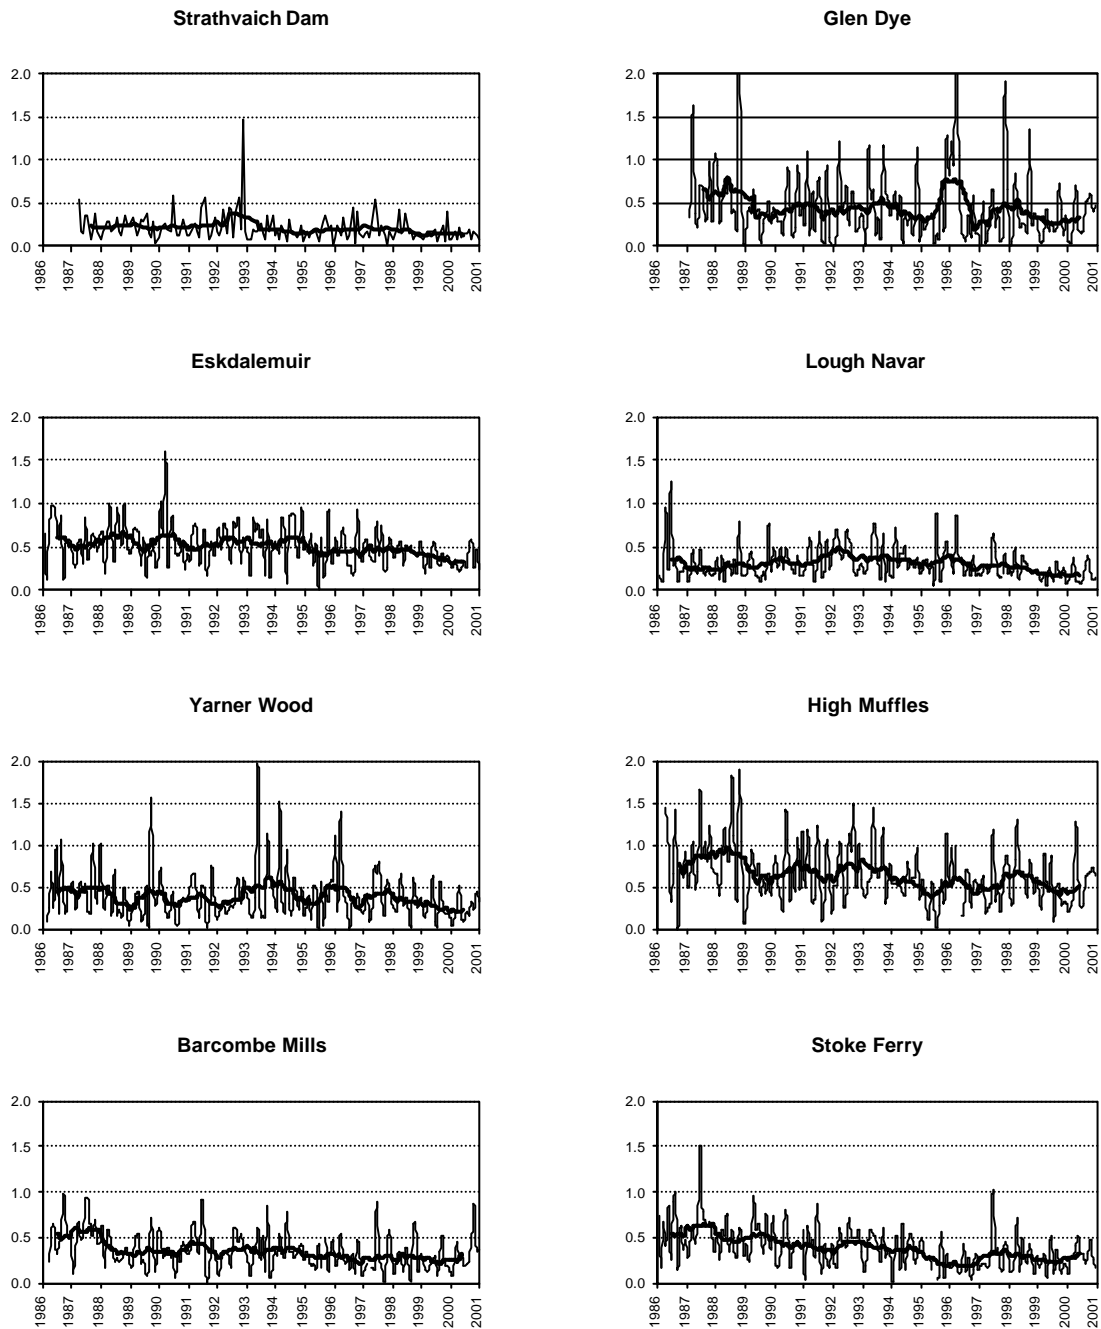 Strathvaich Dam
2.0
1.5
1.0
0.5
0.0
1986 1987 1988 1989 1990 1991 1992 1993 1994 1995 1996 1997 1998 1999 2000 2001
Glen Dye
2.0
1.5
1.0
0.5
0.0
1986 1987 1988 1989 1990 1991 1992 1993 1994 1995 1996 1997 1998 1999 2000 2001
Eskdalemuir
2.0
1.5
1.0
0.5
0.0
1986 1987 1988 1989 1990 1991 1992 1993 1994 1995 1996 1997 1998 1999 2000 2001
Lough Navar
2.0
1.5
1.0
0.5
0.0
1986 1987 1988 1989 1990 1991 1992 1993 1994 1995 1996 1997 1998 1999 2000 2001
Yarner Wood
2.0
1.5
1.0
0.5
0.0
1986 1987 1988 1989 1990 1991 1992 1993 1994 1995 1996 1997 1998 1999 2000 2001
High Muffles
2.0
1.5
1.0
0.5
0.0
1986 1987 1988 1989 1990 1991 1992 1993 1994 1995 1996 1997 1998 1999 2000 2001
Barcombe Mills
2.0
1.5
1.0
0.5
0.0
1986 1987 1988 1989 1990 1991 1992 1993 1994 1995 1996 1997 1998 1999 2000 2001
Stoke Ferry
2.0
1.5
1.0
0.5
0.0
1986 1987 1988 1989 1990 1991 1992 1993 1994 1995 1996 1997 1998 1999 2000 2001